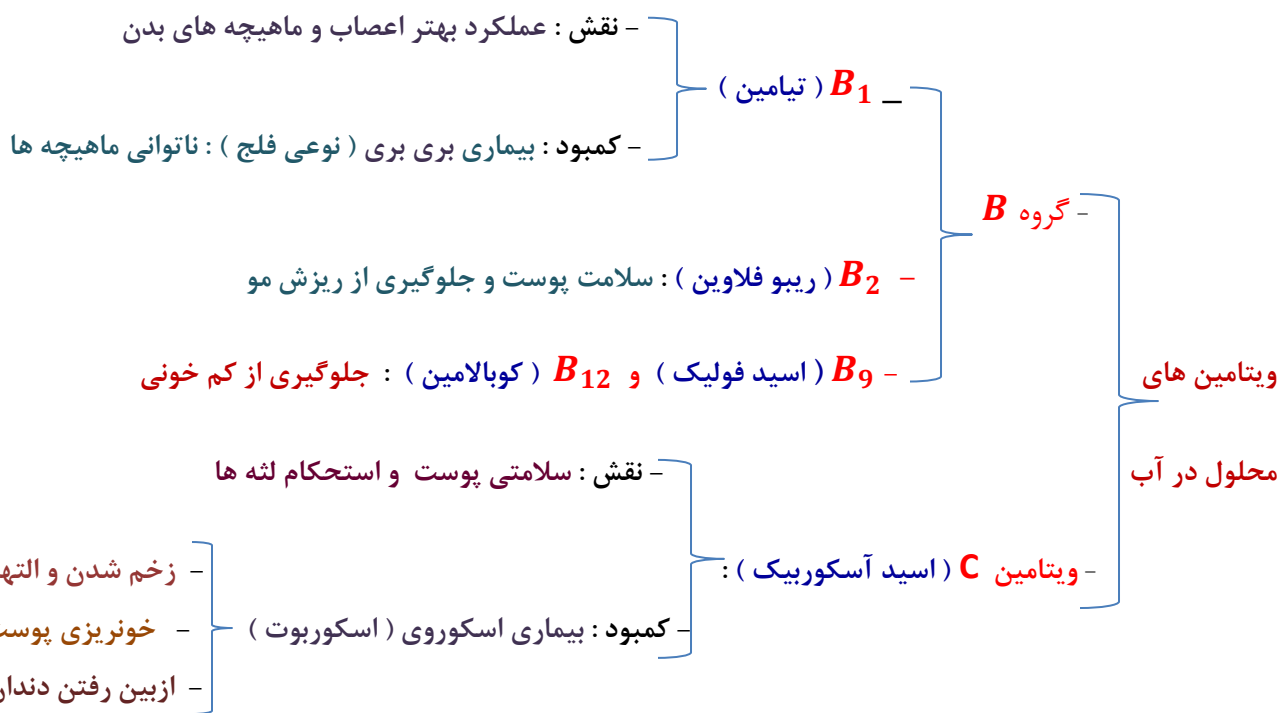 ویتامین های
محلول در آب
- گروه B
_ B1 ( تیامین )
- نقش : عملکرد بهتر اعصاب و ماهیچه های بدن
- کمبود : بیماری بری بری ( نوعی فلج ) : ناتوانی ماهیچه ها
- B2 ( ریبو فلاوین ) : سلامت پوست و جلوگیری از ریزش مو
- B9 ( اسید فولیک ) و B12 ( کوبالامین ) : جلوگیری از کم خونی
- ویتامین C ( اسید آسکوربیک ) :
- نقش : سلامتی پوست و استحکام لثه ها
- کمبود : بیماری اسکوروی ( اسکوربوت )
- زخم شدن و
- خونریزی
- ازبین رفتن